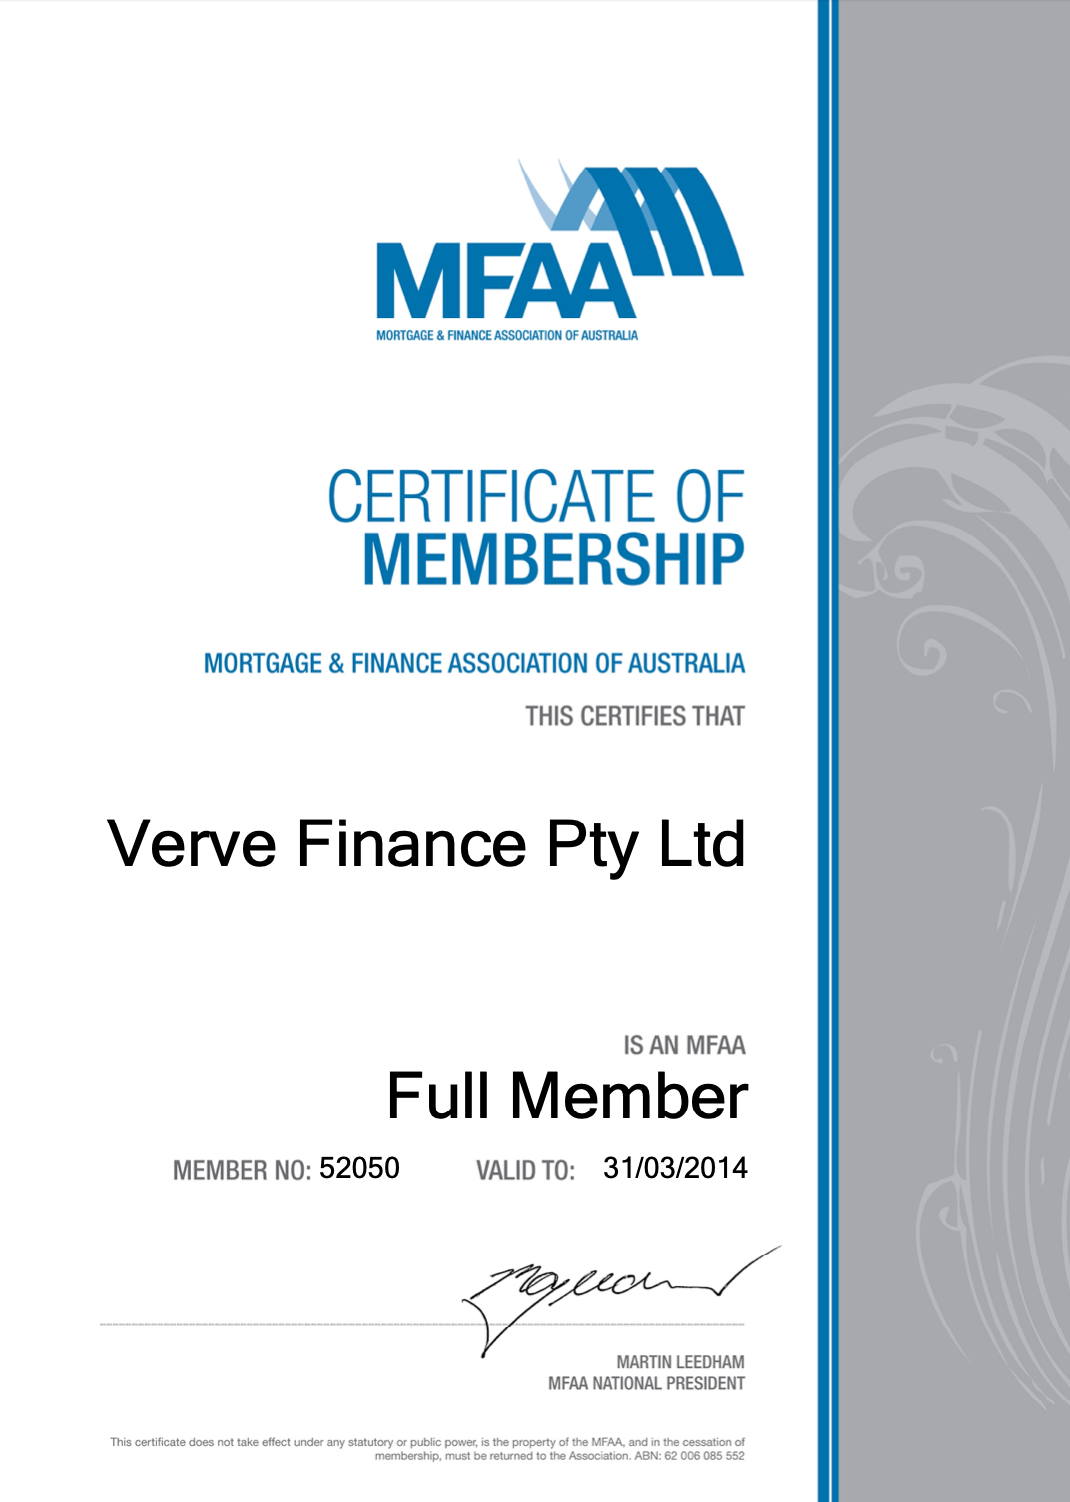 MFAA
MORTGAGE & FINANCE ASSOCIATION OF AUSTRALIA
CERTIFICATE OF
MEMBERSHIP
MORTGAGE & FINANCE ASSOCIATION OF AUSTRALIA
THIS CERTIFIES THAT
Verve Finance Pty Ltd
IS AN MFAA
Full Member
MEMBER NO: 52050 VALID TO: 31/03/2014
MARTIN LEEDHAM
MFAA NATIONAL PRESIDENT
This certificate does not take effect under any statutory or public power, is the property of the MFAA, and in the cessation of
membership, must be returned to the Association. ABN: 62 006 085 552